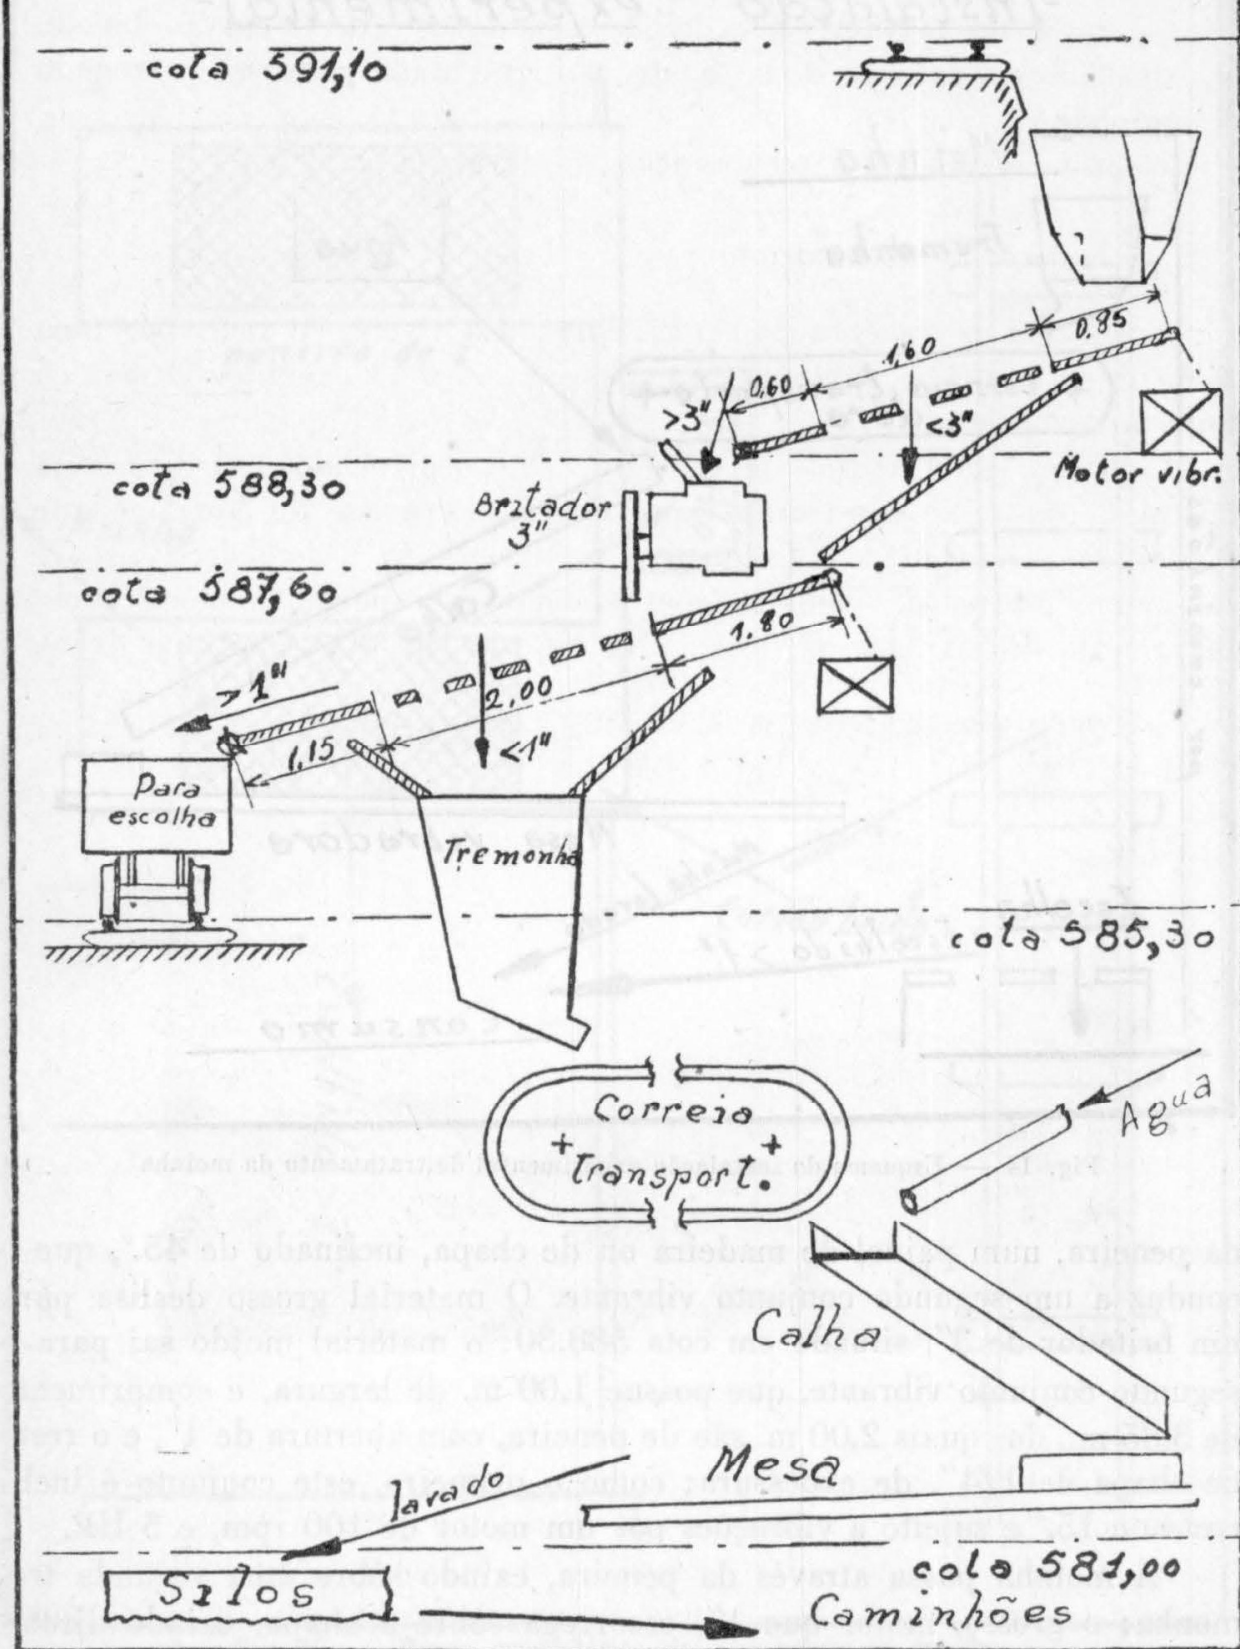 cota 591,10
0,85
1,60
0,60
>3"
<3"
Motor vibr.
cota 588,30
Britador
3"
cota 587,60
1.80
>1"
2,00
1,15
<1"
Para
escolha
Tremonha
cota 585,30
Correia
Transport.
Agua
Calha
Mesa
lavado
cota 581,00
Silos
Caminhões